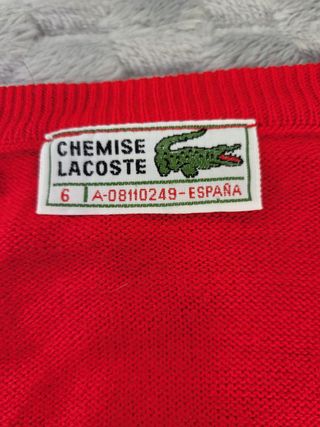 CHEMISE
LACOSTE
6 A-08110249-ESPAÑA